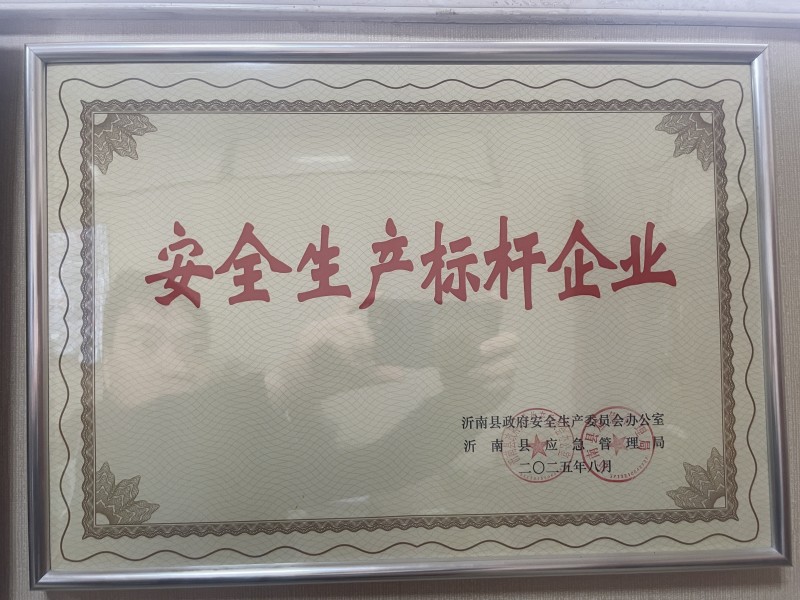 安全生产标杆企业
沂南县政府安全生产委员会办公室
沂南县应急管理局
二〇二五年八月